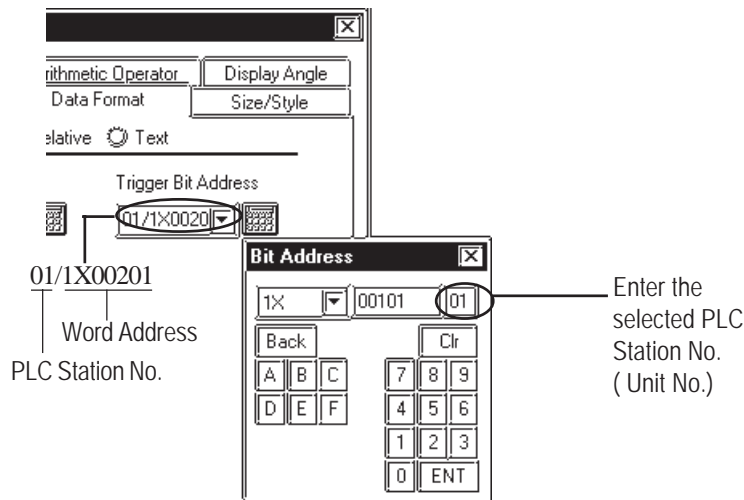 rithmetic Operator
Display Angle
Data Format
Size/Style
elative
Text
Trigger Bit Address
01/1X0020
01/1X00201
Word Address
PLC Station No.
Bit Address
1X
00101
01
Back
Clr
A B C
7 8 9
D E F
4 5 6
1 2 3
0 ENT
Enter the
selected PLC
Station No.
( Unit No.)